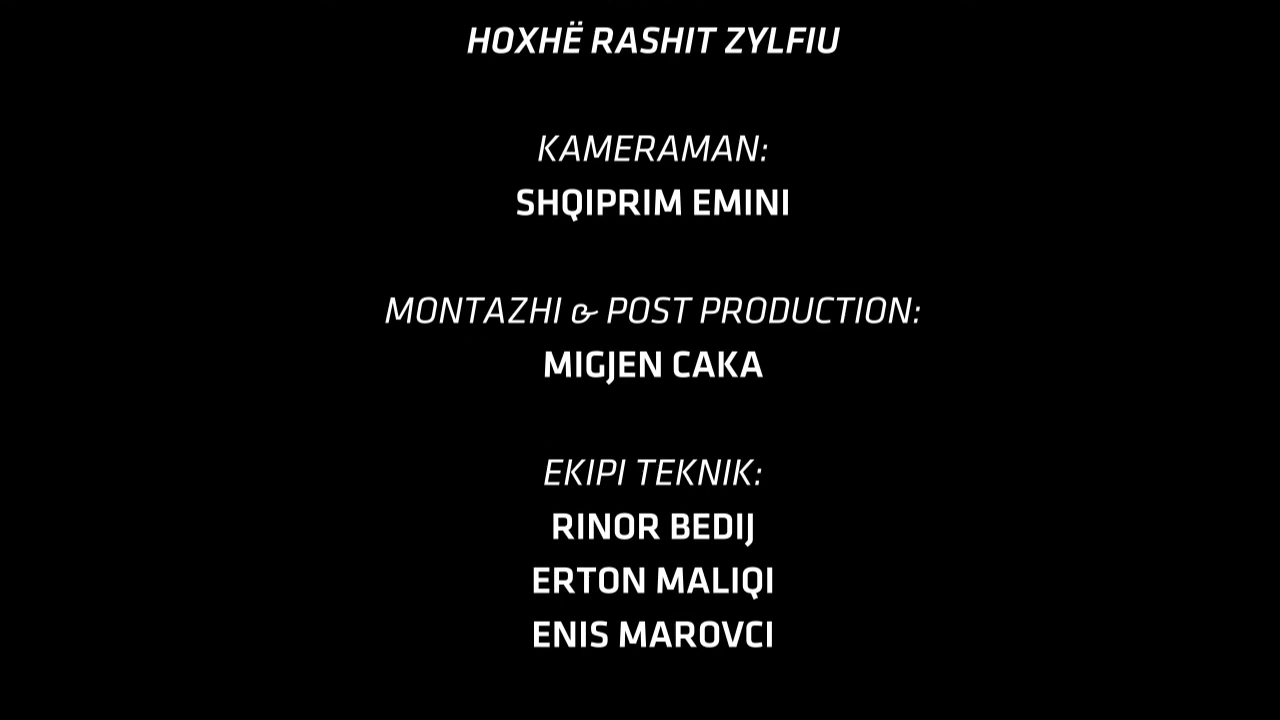 HOXHË RASHIT ZYLFIU
KAMERAMAN:
SHQIPRIM EMINI
MONTAZHI & POST PRODUCTION:
MIGJEN CAKA
EKIPI TEKNIK:
RINOR BEDIJ
ERTON MALIQI
ENIS MAROVCI